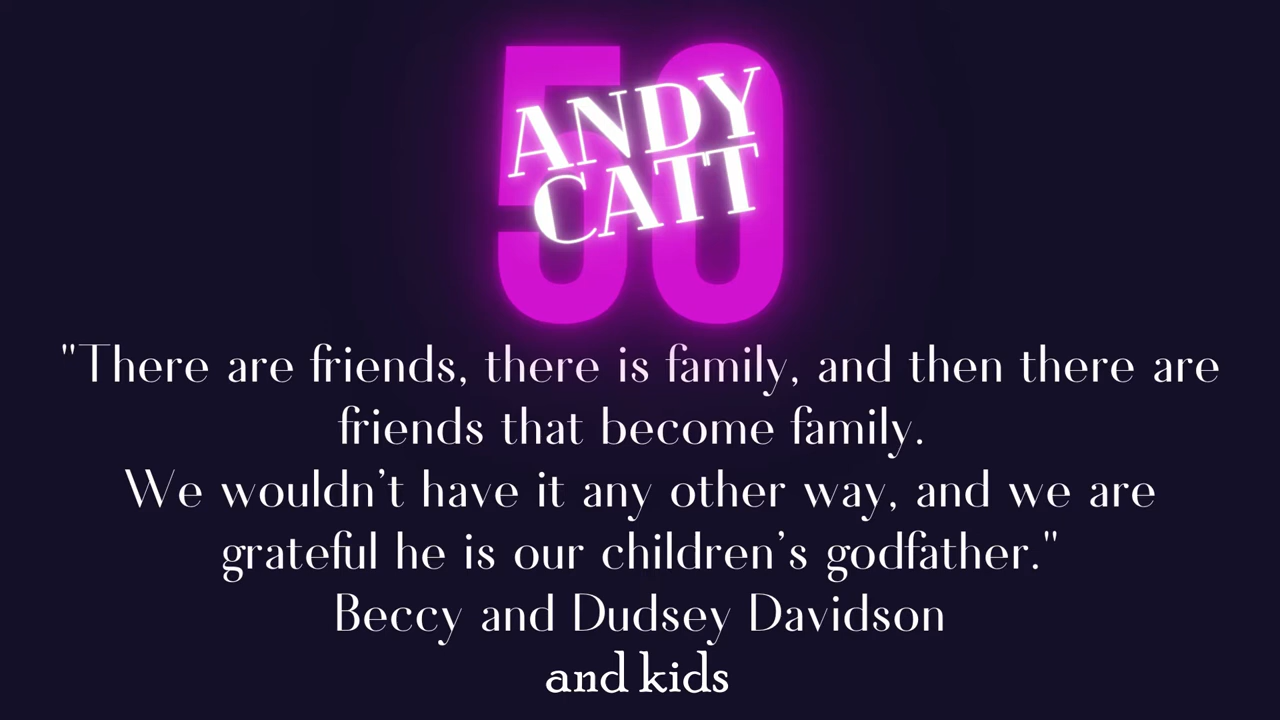 50
ANDY
CATT
"There are friends, there is family, and then there are
friends that become family.
We wouldn’t have it any other way, and we are
grateful he is our children’s godfather."
Beccy and Dudsey Davidson
and kids